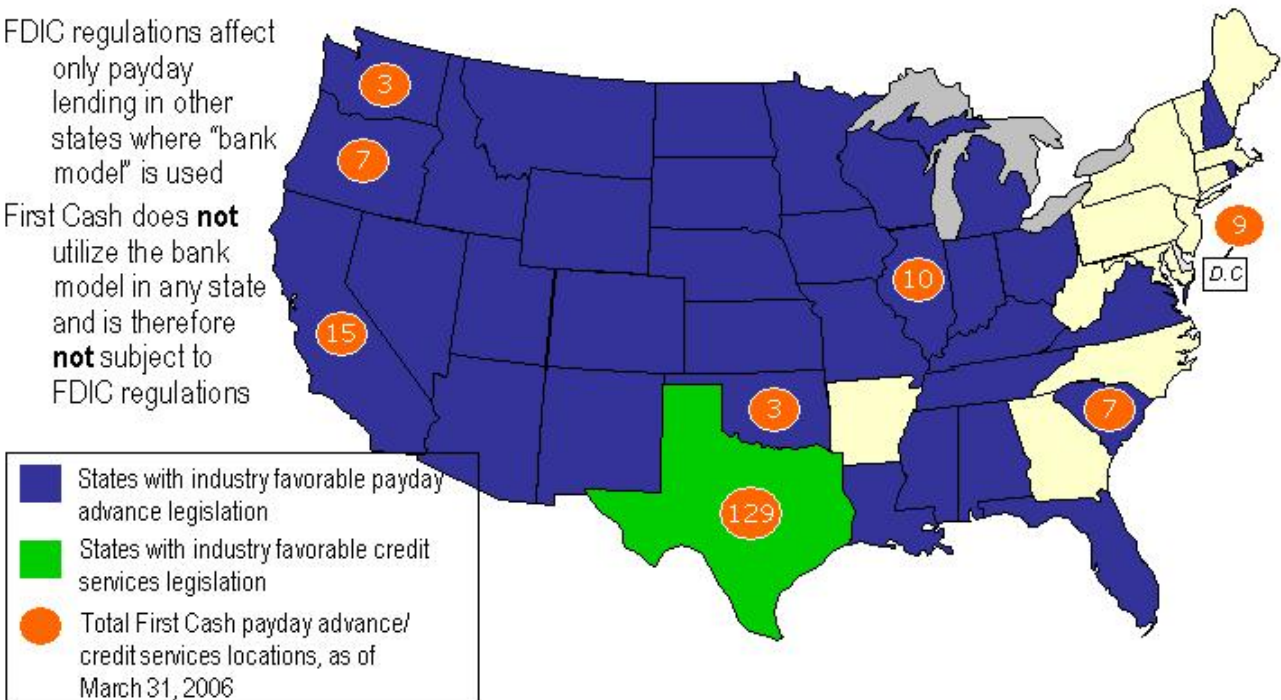 FDIC regulations affect
only payday
lending in other
states where “bank
model” is used
First Cash does not
utilize the bank
model in any state
and is therefore
not subject to
FDIC regulations
3
7
15
10
9
D.C
3
7
129
States with industry favorable payday
advance legislation
States with industry favorable credit
services legislation
Total First Cash payday advance/
credit services locations, as of
March 31, 2006